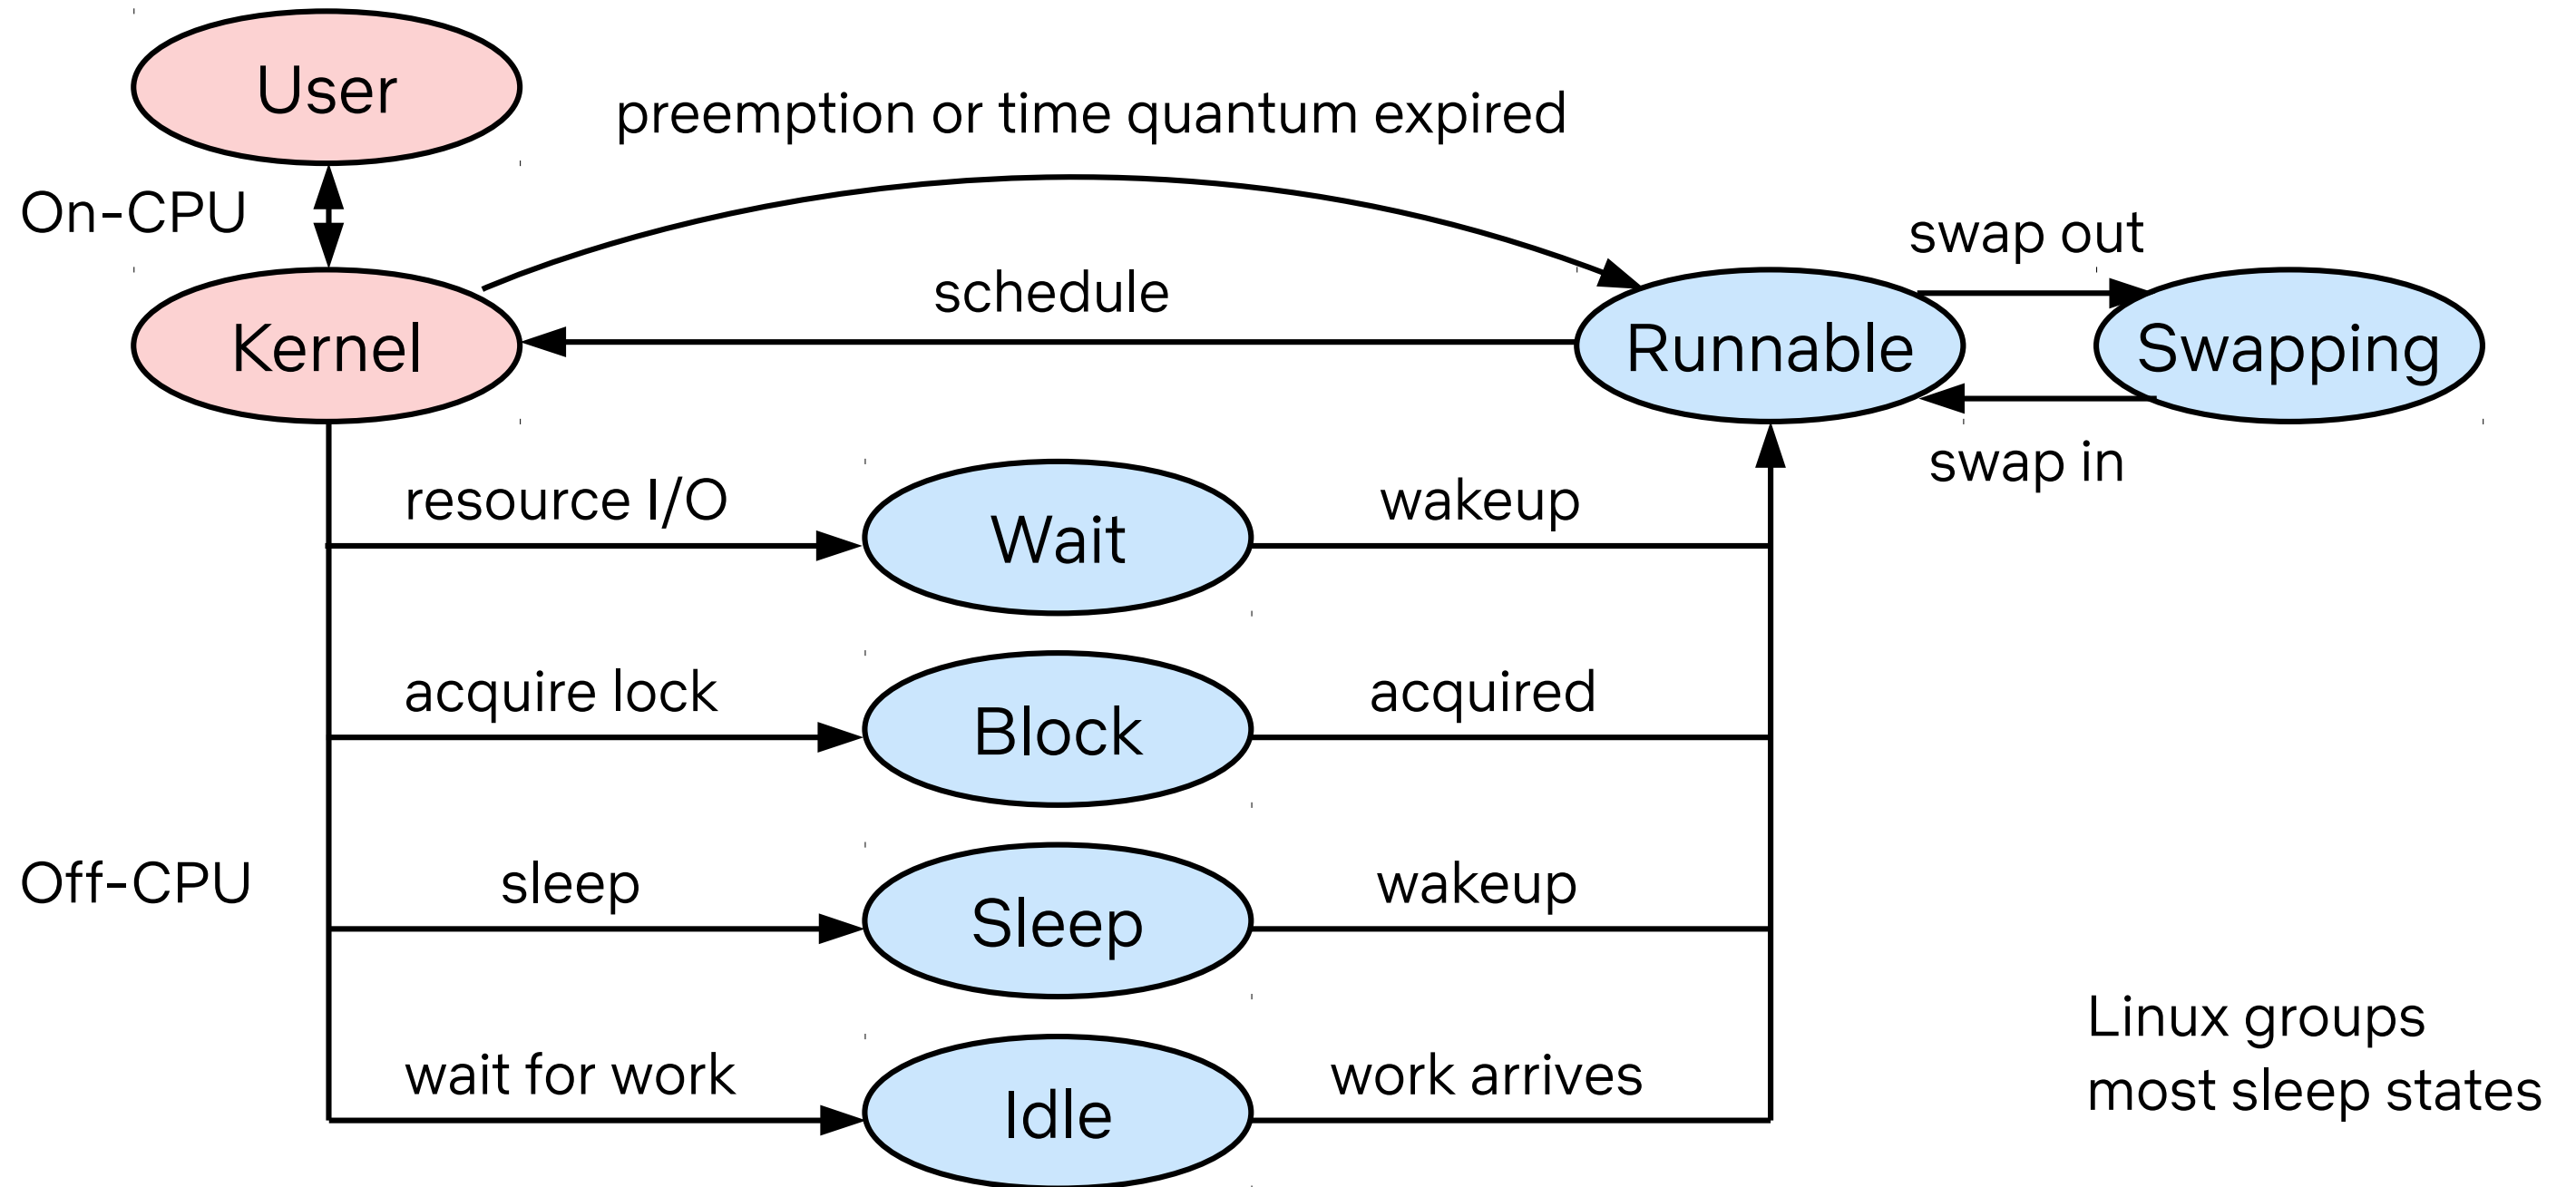 User
preemption or time quantum expired
On-CPU
swap out
schedule
Kernel
Runnable
Swapping
swap in
resource I/O
Wait
wakeup
acquire lock
Block
acquired
Off-CPU
sleep
Sleep
wakeup
wait for work
Idle
work arrives
Linux groups
most sleep states